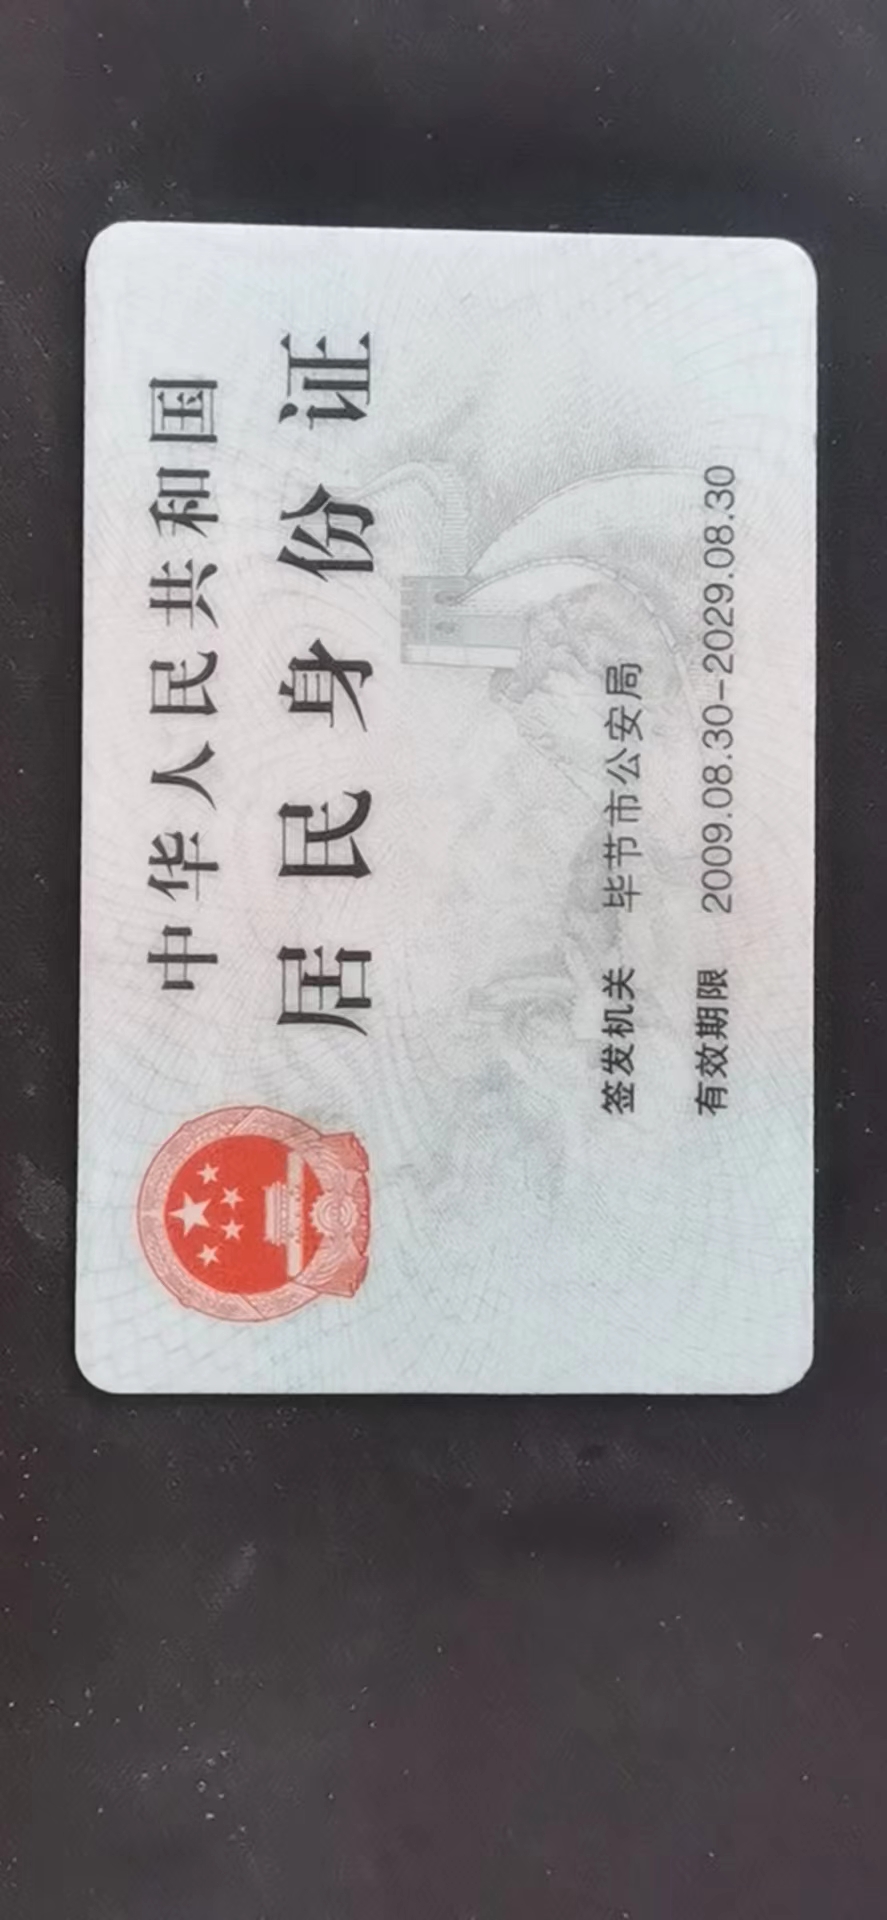 中华人民共和国
居民身份证
签发机关 毕节市公安局
有效期限 2009.08.30-2029.08.30